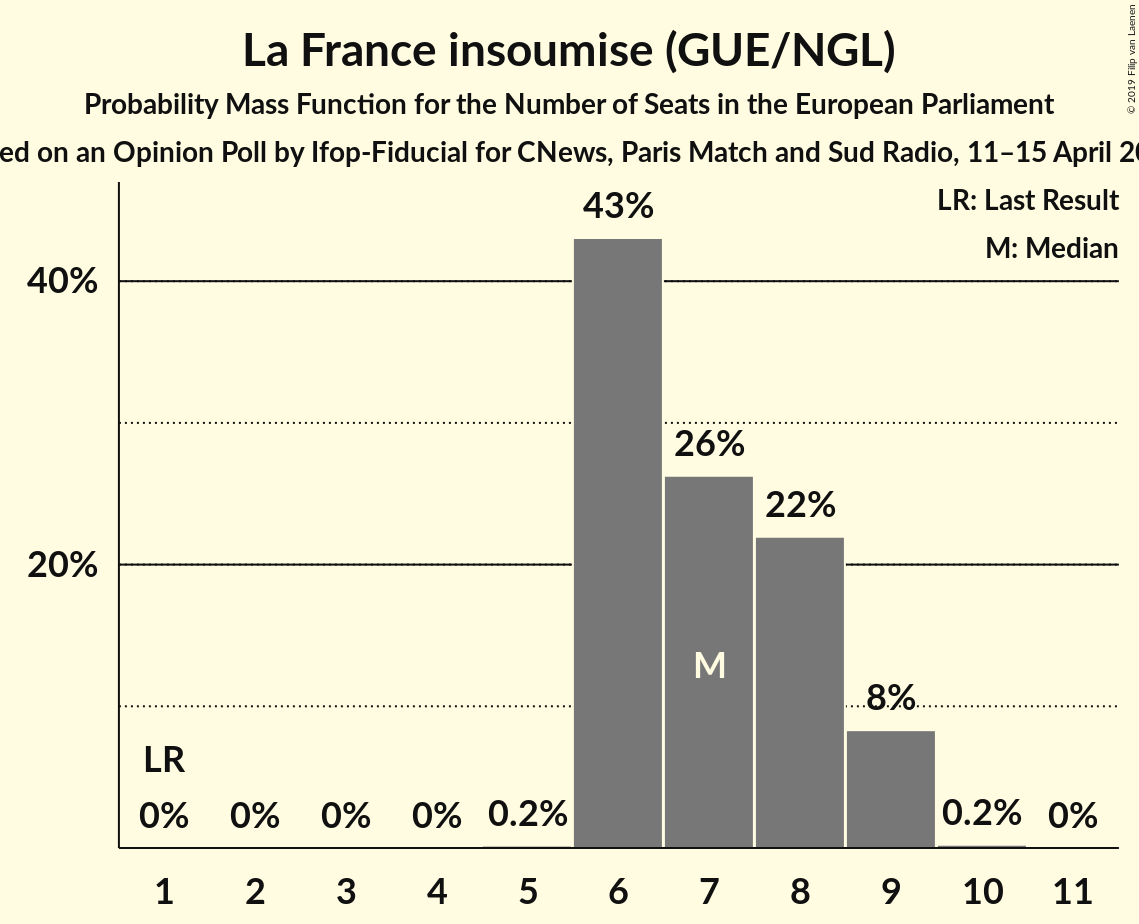 La France insoumise (GUE/NGL)
Probability Mass Function for the Number of Seats in the European Parliament
on an Opinion Poll by Ifop-Fiducial for CNews, Paris Match and Sud Radio, 11–15 April
© 2019 Filip van Laenen
LR: Last Result
M: Median
43%
40%
26%
22%
20%
M
8%
LR
0% 0% 0% 0% 0.2% 0.2% 0%
1 2 3 4 5 6 7 8 9 10 11